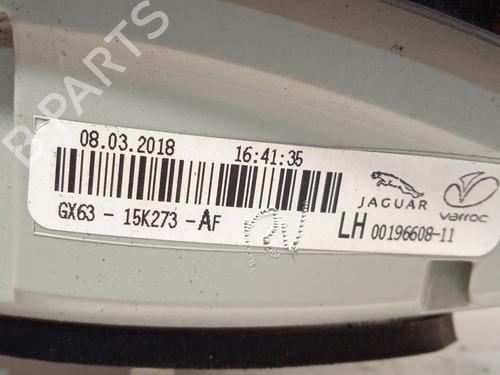 B PARTS
08.03.2018 16:41:35
JAGUAR
varroc
GX63 - 15K273 - AF
LH 00196608-11